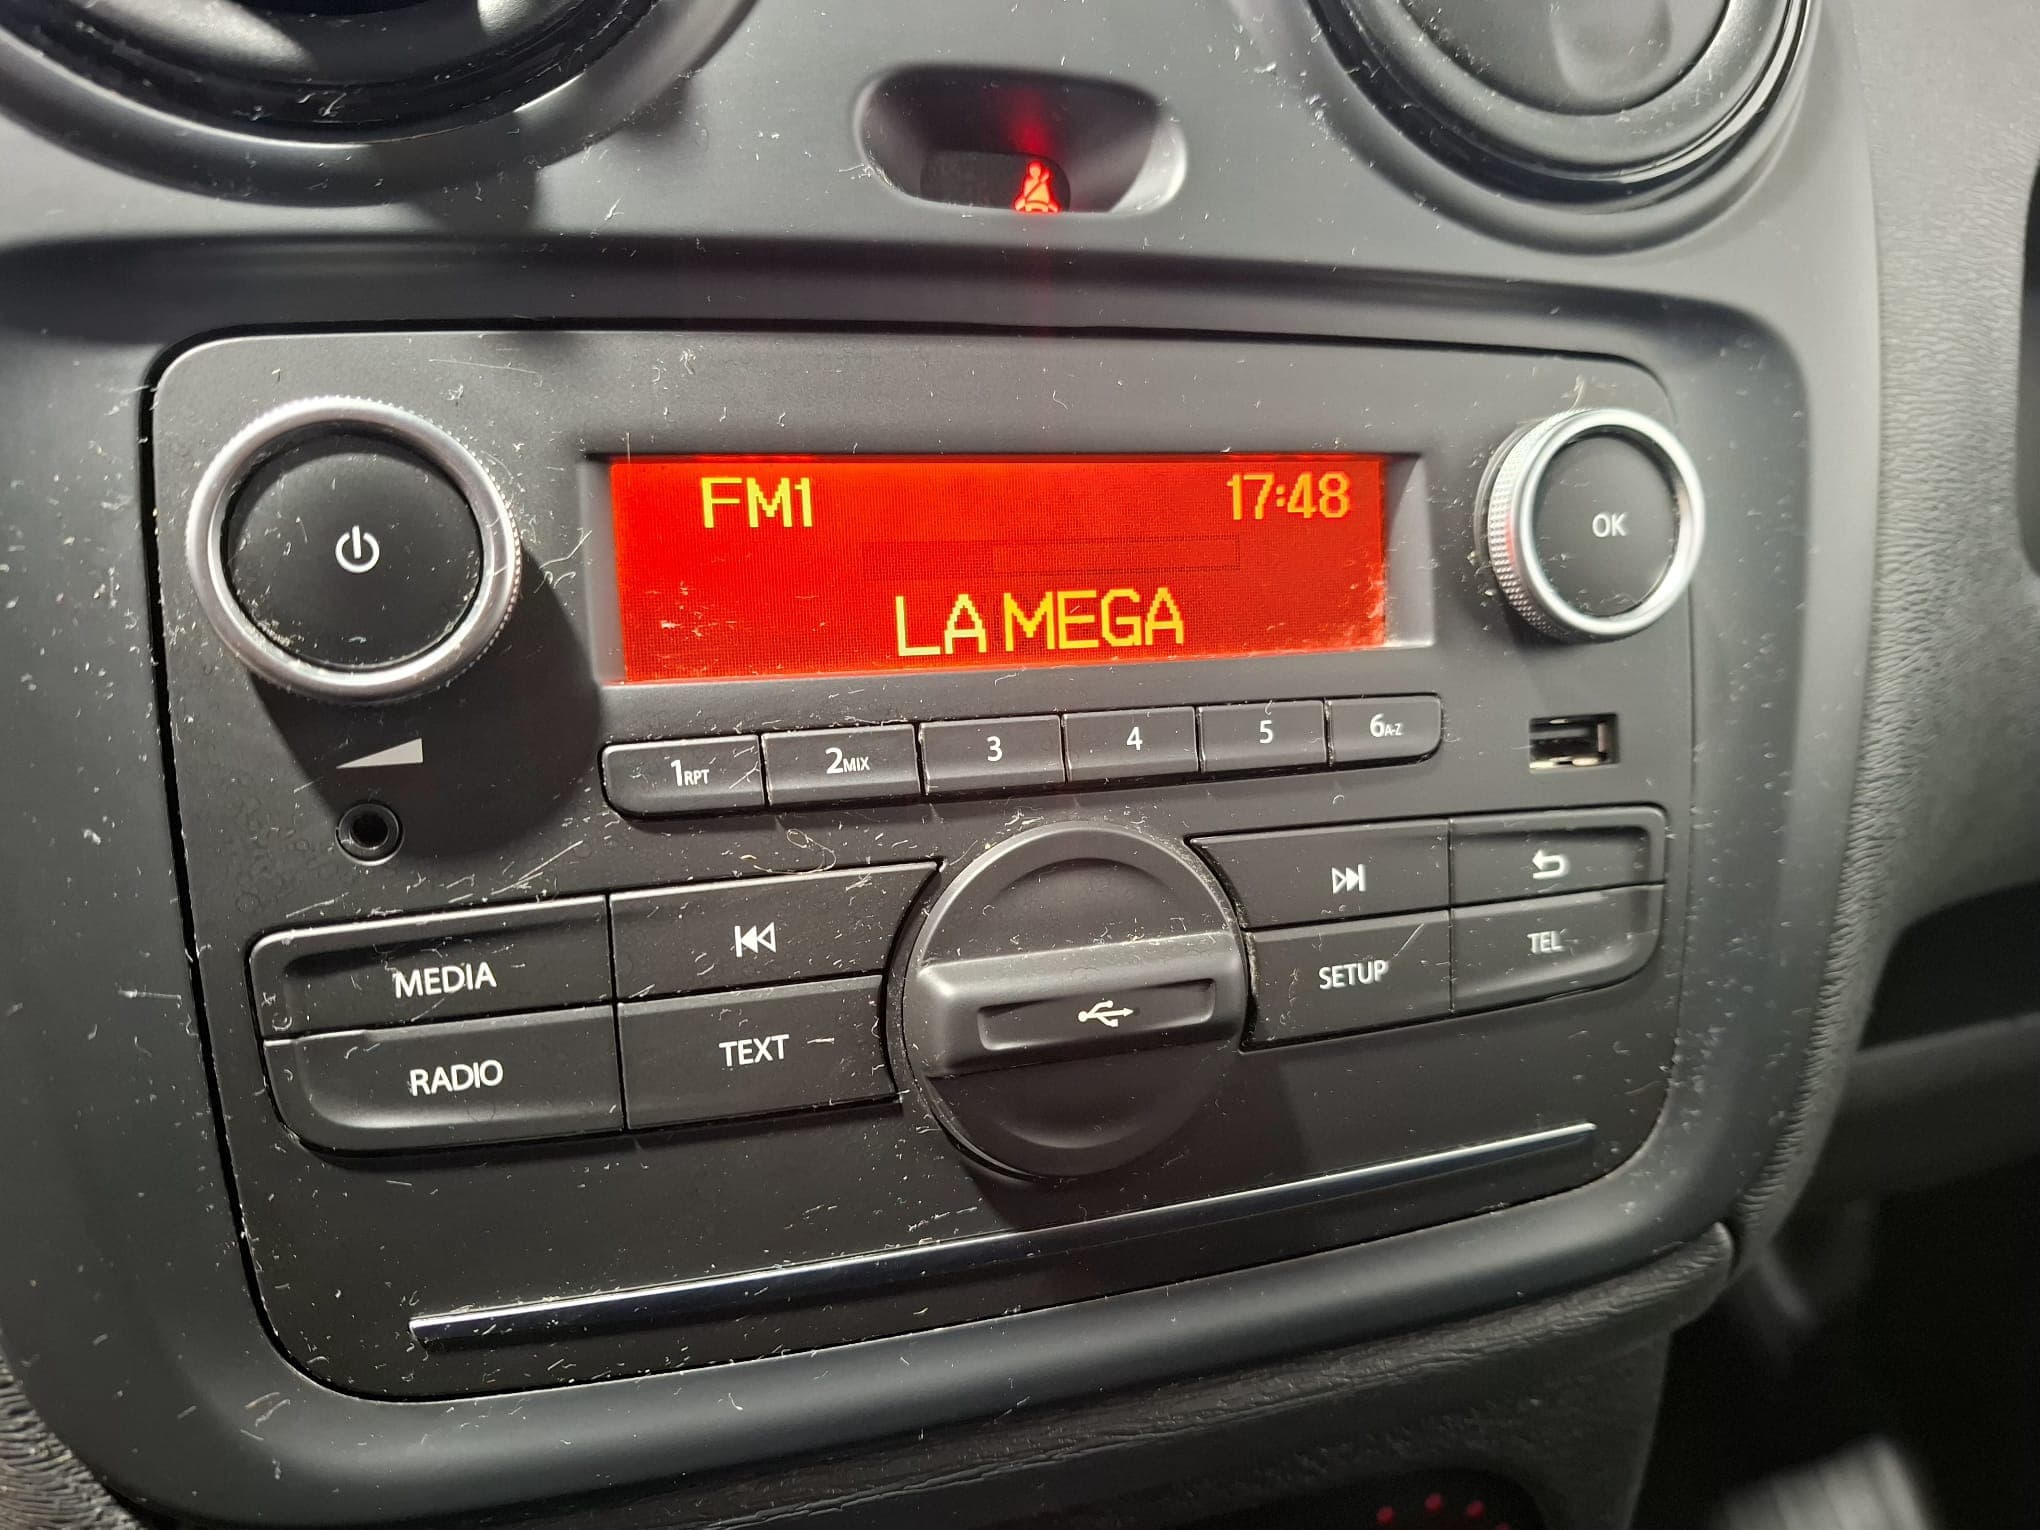 FM1 17:48
LA MEGA
OK
1RPT 2MIX 3 4 5 6A-Z
MEDIA
SETUP TEL
RADIO TEXT